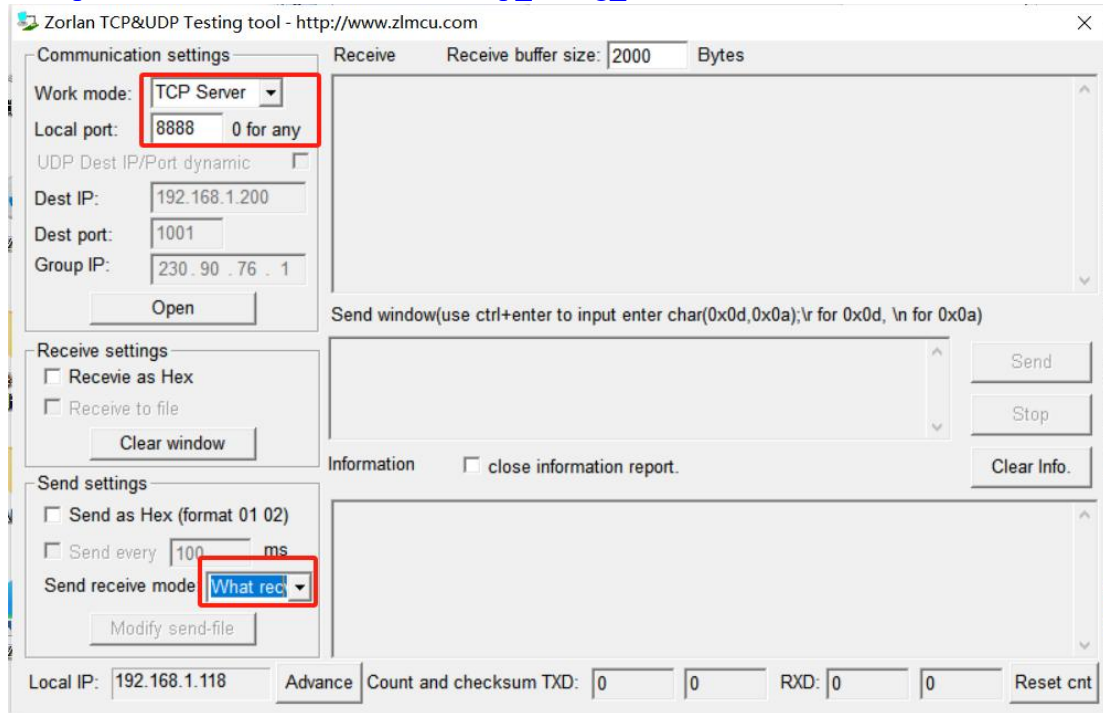 Zorlan TCP&UDP Testing tool - http://www.zlmcu.com
Communication settings
Work mode: TCP Server
Local port: 8888 0 for any
UDP Dest IP/Port dynamic
Dest IP: 192.168.1.200
Dest port: 1001
Group IP: 230 . 90 . 76 . 1
Open
Receive settings
Recevie as Hex
Receive to file
Clear window
Send settings
Send as Hex (format 01 02)
Send every 100 ms
Send receive mode: What rec
Modify send-file
Receive Receive buffer size: 2000 Bytes
Send window(use ctrl+enter to input enter char(0x0d,0x0a);\r for 0x0d, \n for 0x0a)
Send
Stop
Information close information report.
Clear Info.
Local IP: 192.168.1.118 Advance Count and checksum TXD: 0 0 RXD: 0 0 Reset cnt